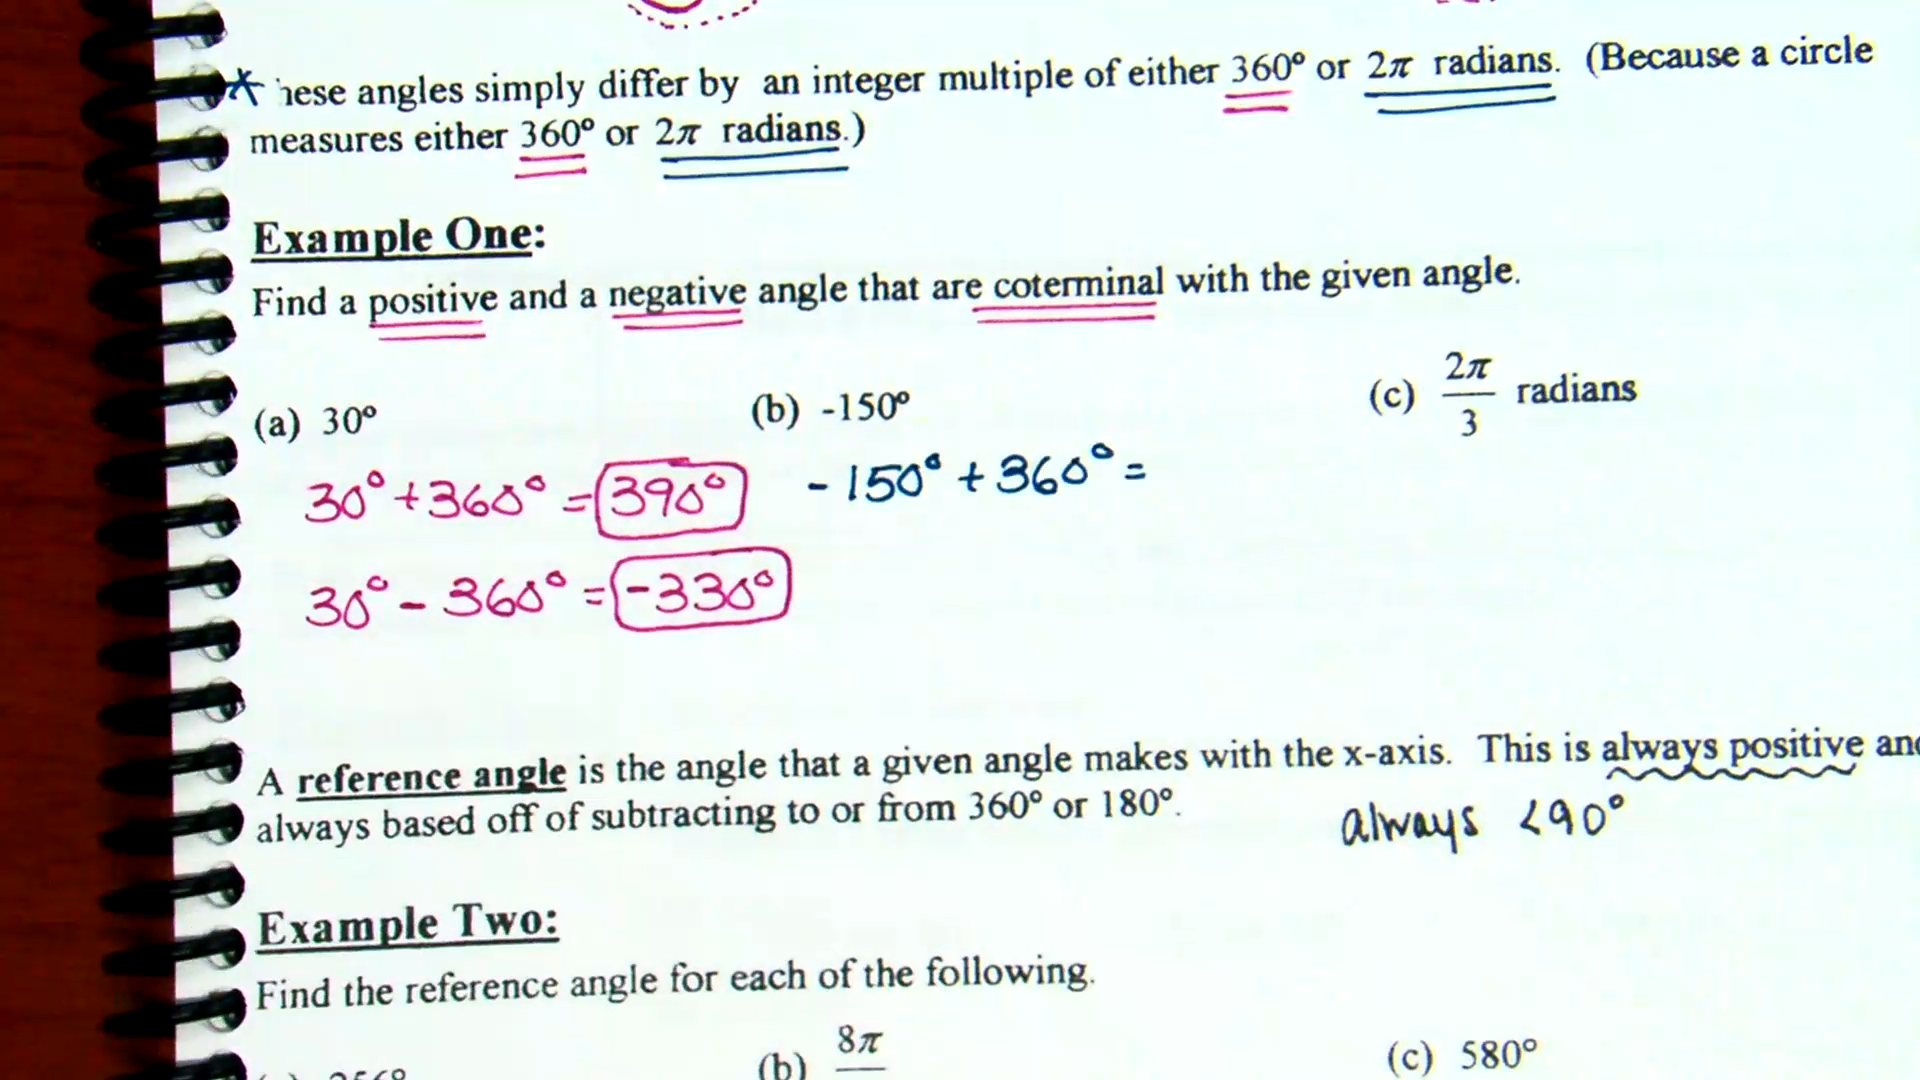 hese angles simply differ by an integer multiple of either 360° or 2π radians. (Because a circle
measures either 360° or 2π radians.)
Example One:
Find a positive and a negative angle that are coterminal with the given angle.
(a) 30° (b) -150° (c) 2π/3 radians
30° + 360° = 390° -150° + 360° =
30° - 360° = -330°
A reference angle is the angle that a given angle makes with the x-axis. This is always positive and
always based off of subtracting to or from 360° or 180°. always <90°
Example Two:
Find the reference angle for each of the following.
(b) 8π (c) 580°